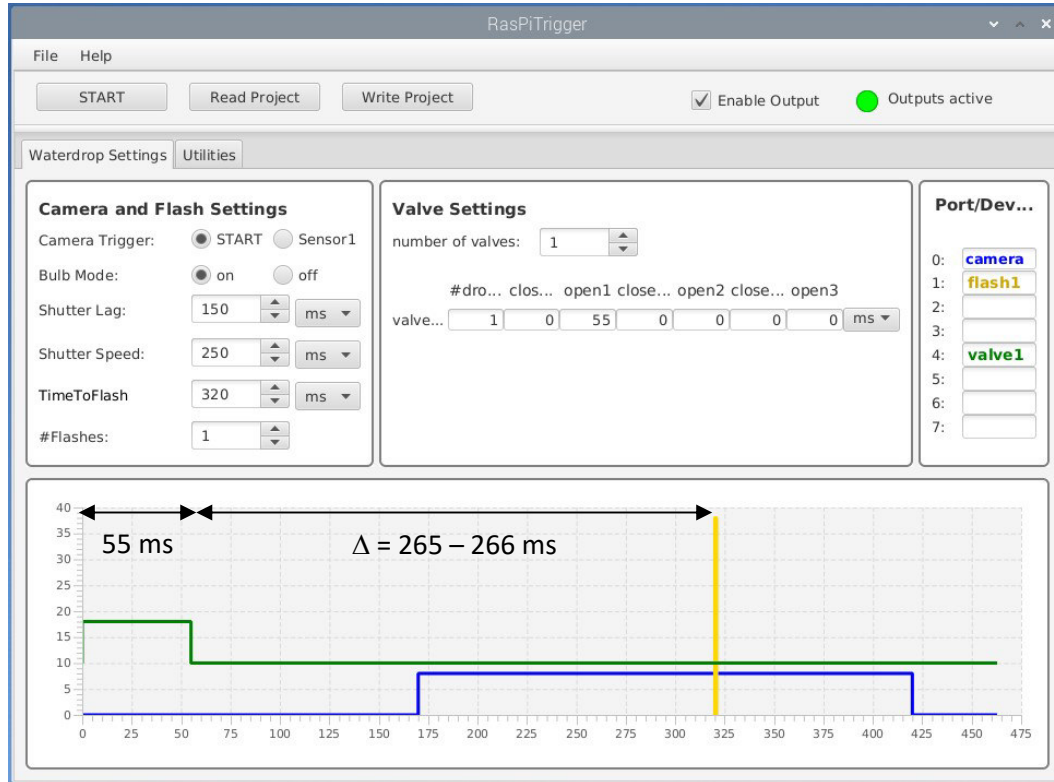 RasPiTrigger
File Help
START Read Project Write Project Enable Output Outputs active
Waterdrop Settings Utilities
Camera and Flash Settings
Camera Trigger: START Sensor1
Bulb Mode: on off
Shutter Lag: 150 ms
Shutter Speed: 250 ms
TimeToFlash 320 ms
#Flashes: 1
Valve Settings
number of valves: 1
#dro... clos... open1 close... open2 close... open3
valve... 1 0 55 0 0 0 0 ms
Port/Dev...
0: camera
1: flash1
2:
3:
4: valve1
5:
6:
7:
55 ms Δ = 265 – 266 ms
40
35
30
25
20
15
10
5
0
0 25 50 75 100 125 150 175 200 225 250 275 300 325 350 375 400 425 450 475